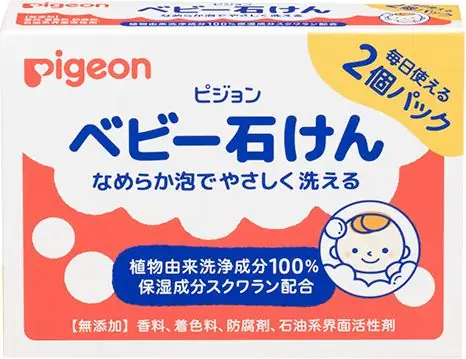 pigeon
毎日使える
2個パック
ピジョン
ベビー石けん
なめらか泡でやさしく洗える
植物由来洗浄成分100%
保湿成分スクワラン配合
【無添加】香料、着色料、防腐剤、石油系界面活性剤